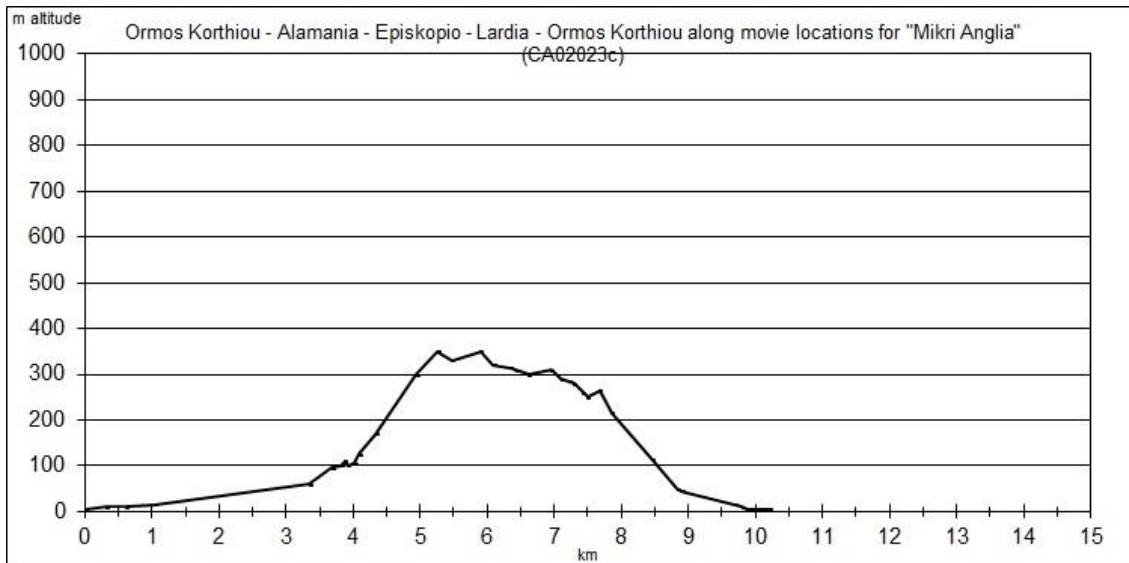 m altitude
Ormos Korthiou - Alamania - Episkopio - Lardia - Ormos Korthiou along movie locations for "Mikri Anglia"
(CA02023c)
1000
900
800
700
600
500
400
300
200
100
0
0 1 2 3 4 5 6 7 8 9 10 11 12 13 14 15
km